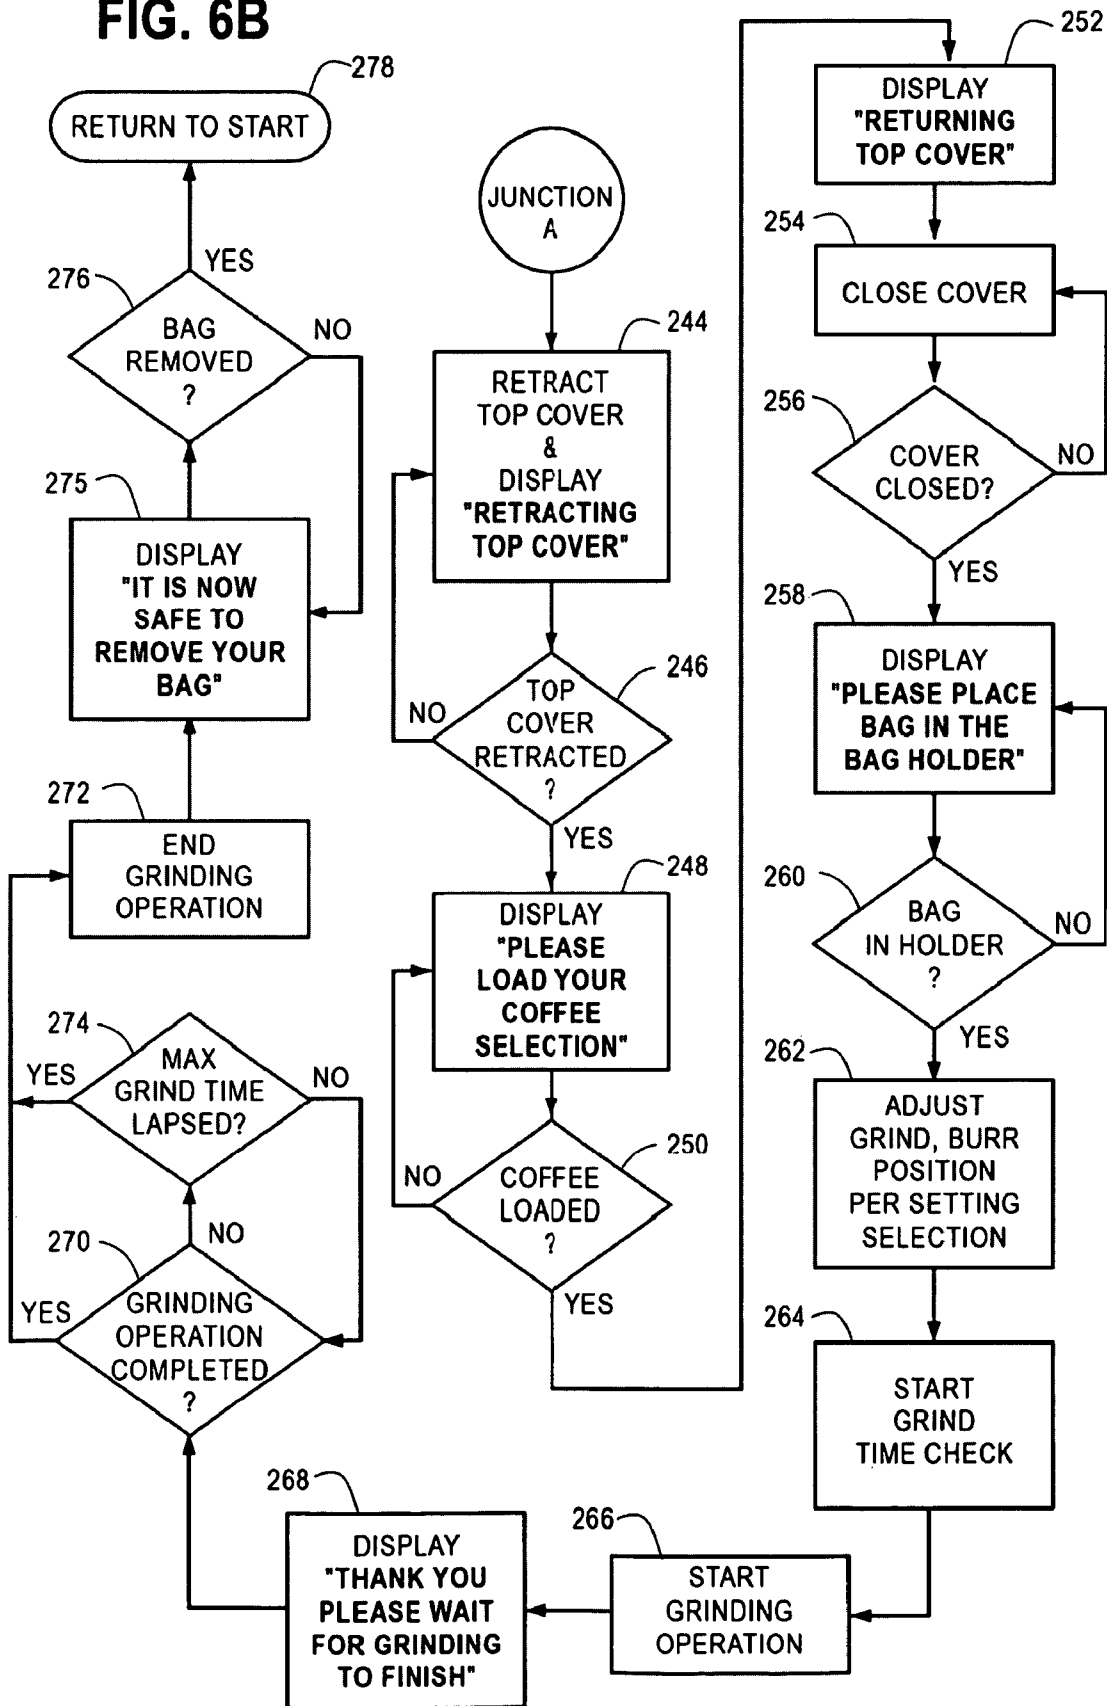 FIG. 6B
278
RETURN TO START
276
BAG
REMOVED
?
YES
NO
275
DISPLAY
"IT IS NOW
SAFE TO
REMOVE YOUR
BAG"
272
END
GRINDING
OPERATION
274
MAX
GRIND TIME
LAPSED?
YES
NO
270
GRINDING
OPERATION
COMPLETED
?
YES
NO
JUNCTION
A
244
RETRACT
TOP COVER
&
DISPLAY
"RETRACTING
TOP COVER"
246
TOP
COVER
RETRACTED
?
NO
YES
248
DISPLAY
"PLEASE
LOAD YOUR
COFFEE
SELECTION"
250
COFFEE
LOADED
?
NO
YES
252
DISPLAY
"RETURNING
TOP COVER"
254
CLOSE COVER
256
COVER
CLOSED?
NO
YES
258
DISPLAY
"PLEASE PLACE
BAG IN THE
BAG HOLDER"
260
BAG
IN HOLDER
?
NO
YES
262
ADJUST
GRIND, BURR
POSITION
PER SETTING
SELECTION
264
START
GRIND
TIME CHECK
266
START
GRINDING
OPERATION
268
DISPLAY
"THANK YOU
PLEASE WAIT
FOR GRINDING
TO FINISH"